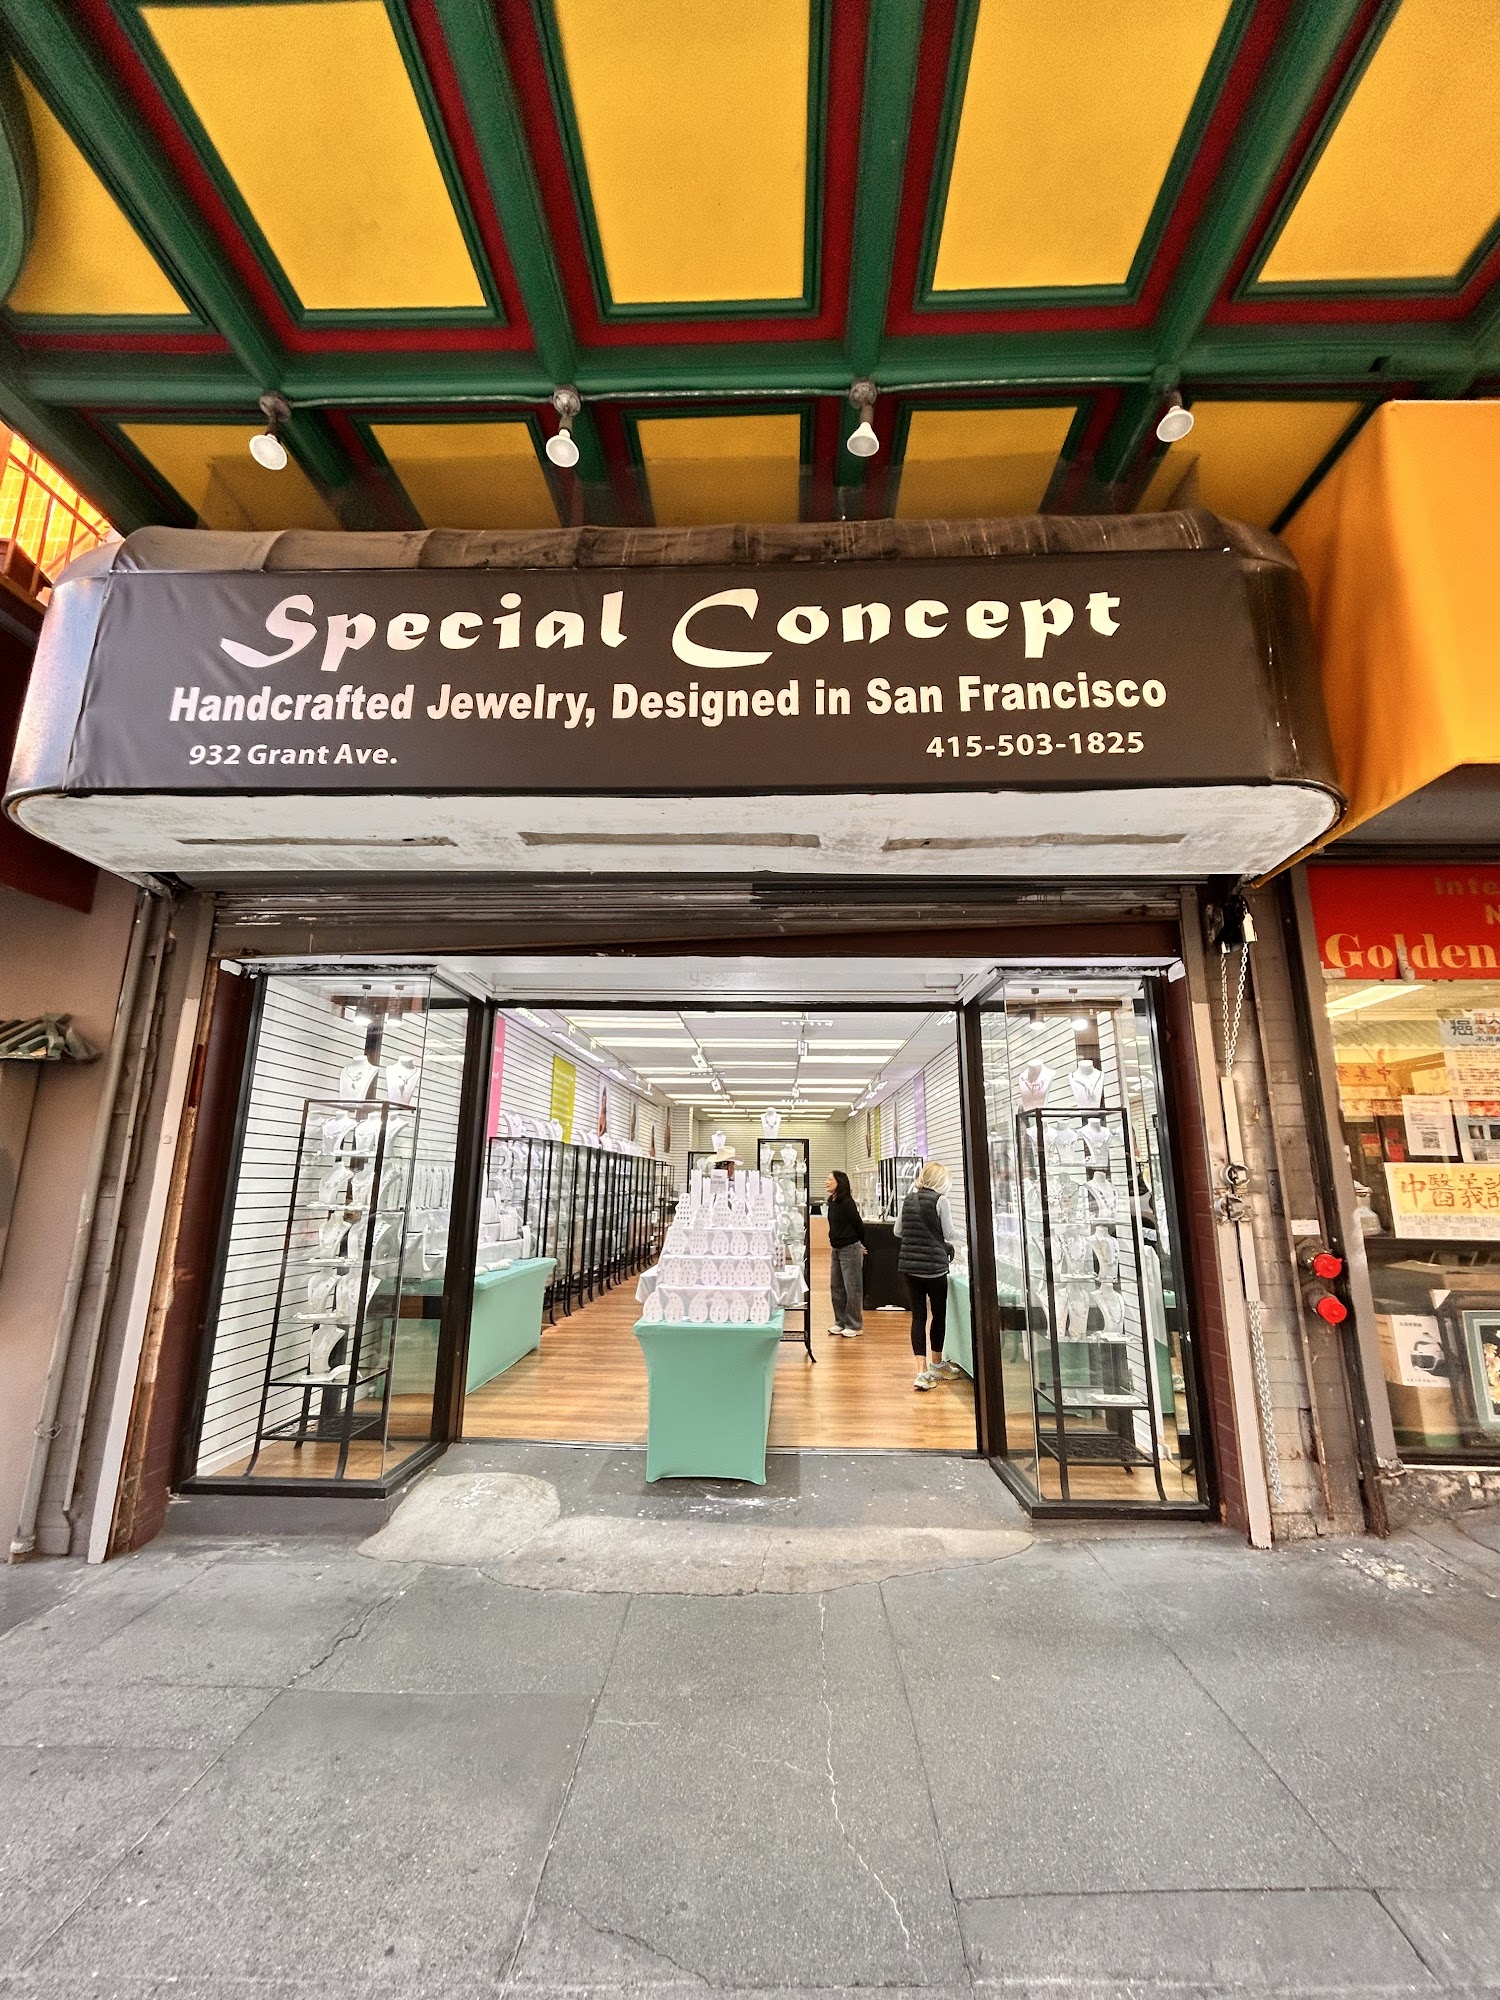 Special Concept
Handcrafted Jewelry, Designed in San Francisco
932 Grant Ave.
415-503-1825
932
Golden
中醫義診